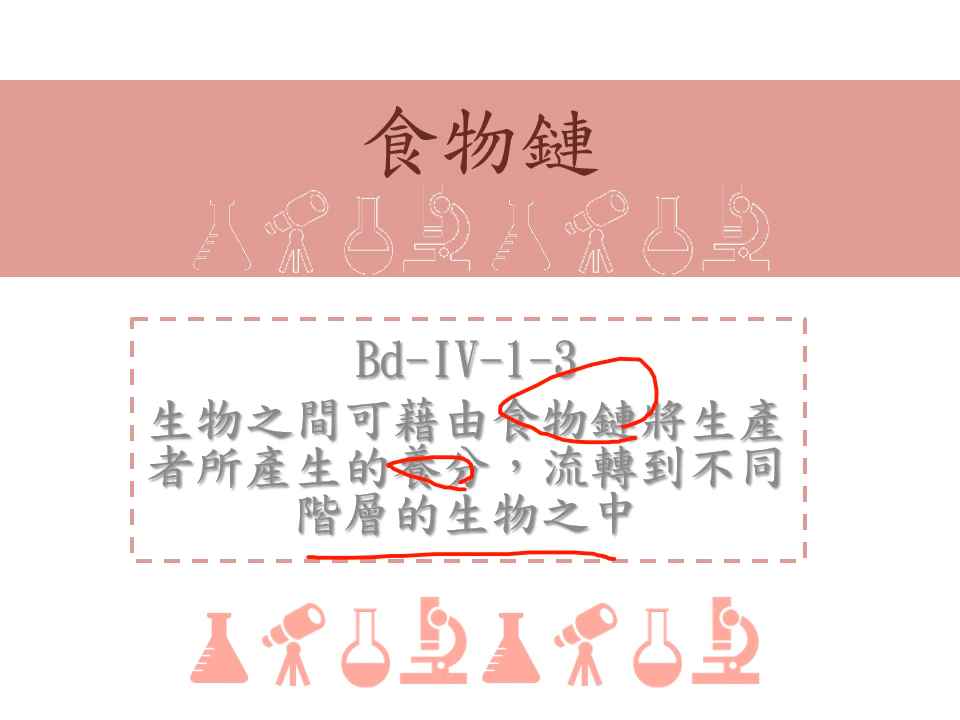 食物鏈
Bd-IV-1-3
生物之間可藉由食物鏈將生產
者所產生的養分，流轉到不同
階層的生物之中